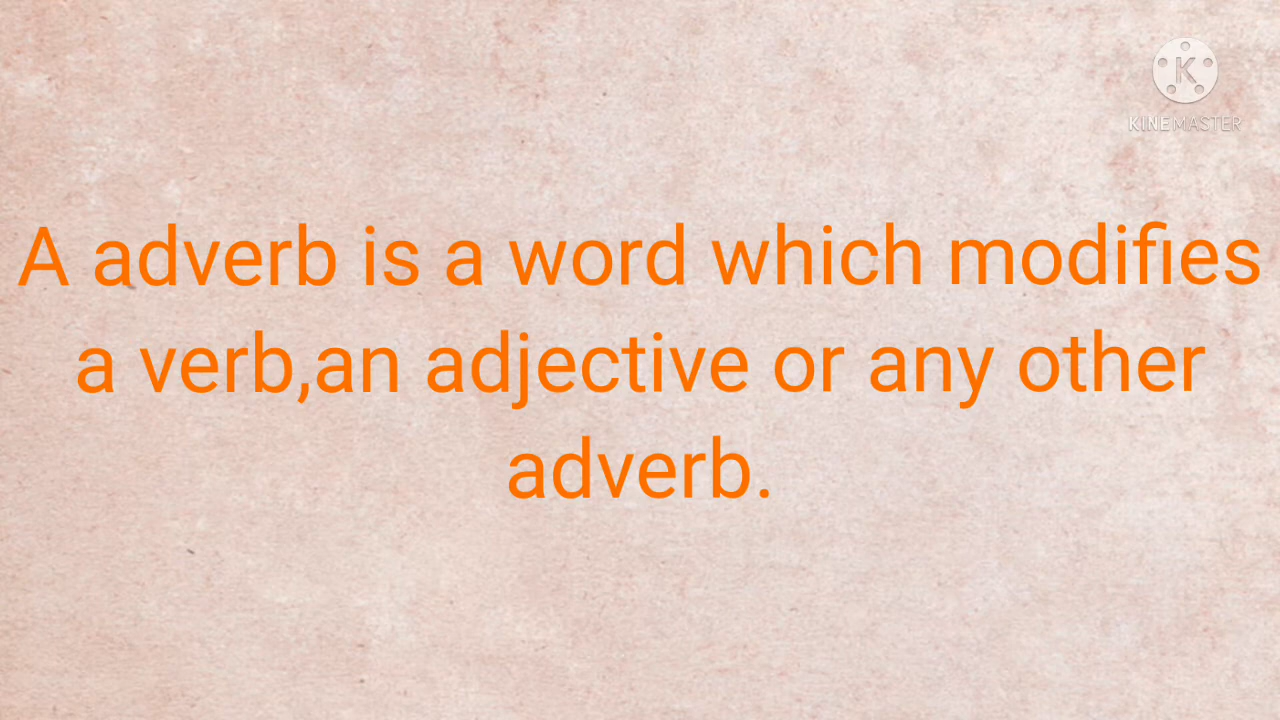 KINEMASTER
A adverb is a word which modifies
a verb,an adjective or any other
adverb.